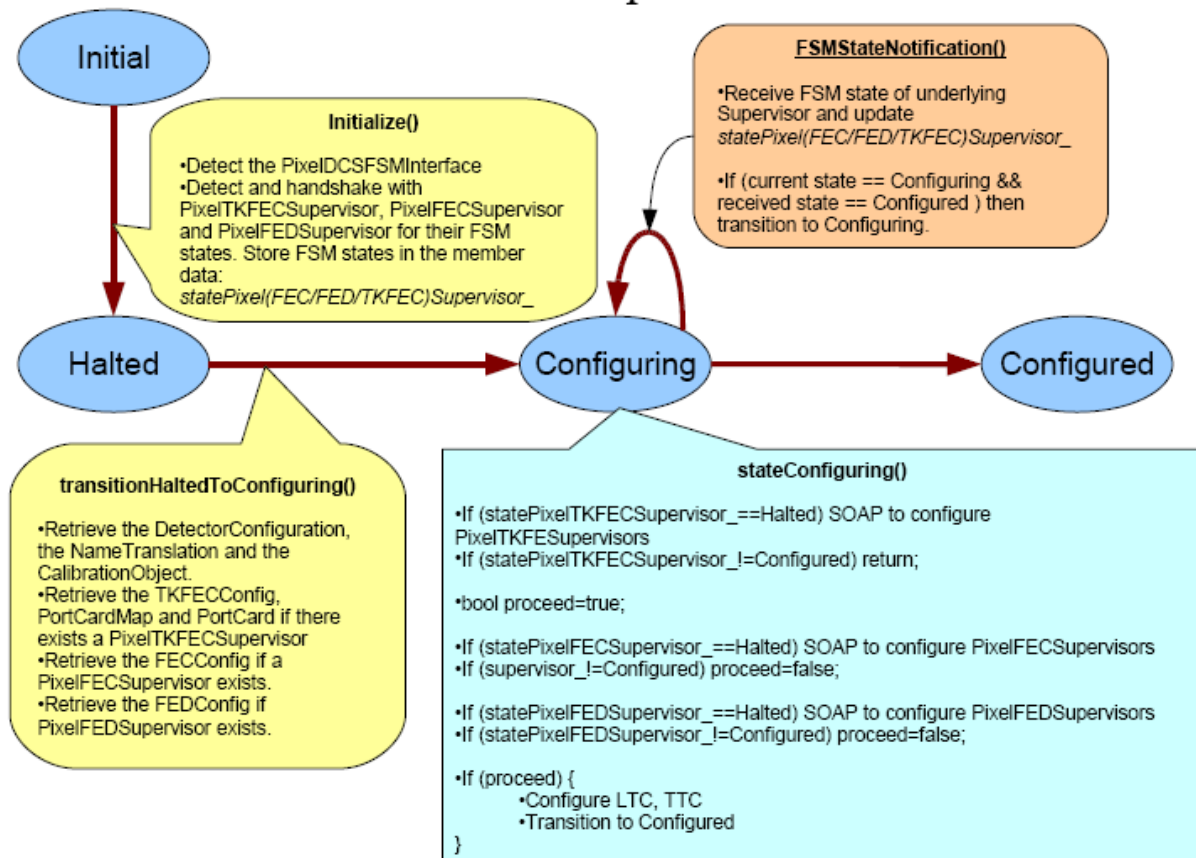 Initial
FSMStateNotification()
•Receive FSM state of underlying
Supervisor and update
statePixel(FEC/FED/TKFEC)Supervisor_
•If (current state == Configuring &&
received state == Configured ) then
transition to Configuring.
Initialize()
•Detect the PixelDCSFSMInterface
•Detect and handshake with
PixelTKFECSupervisor, PixelFECSupervisor
and PixelFEDSupervisor for their FSM
states. Store FSM states in the member
data:
statePixel(FEC/FED/TKFEC)Supervisor_
Halted
Configuring
Configured
transitionHaltedToConfiguring()
•Retrieve the DetectorConfiguration,
the NameTranslation and the
CalibrationObject.
•Retrieve the TKFECConfig,
PortCardMap and PortCard if there
exists a PixelTKFECSupervisor
•Retrieve the FECConfig if a
PixelFECSupervisor exists.
•Retrieve the FEDConfig if
PixelFEDSupervisor exists.
stateConfiguring()
•If (statePixelTKFECSupervisor_==Halted) SOAP to configure
PixelTKFESupervisors
•If (statePixelTKFECSupervisor_!=Configured) return;
•bool proceed=true;
•If (statePixelFECSupervisor_==Halted) SOAP to configure PixelFECSupervisors
•If (supervisor_!=Configured) proceed=false;
•If (statePixelFEDSupervisor_==Halted) SOAP to configure PixelFEDSupervisors
•If (statePixelFEDSupervisor_!=Configured) proceed=false;
•If (proceed) {
•Configure LTC, TTC
•Transition to Configured
}